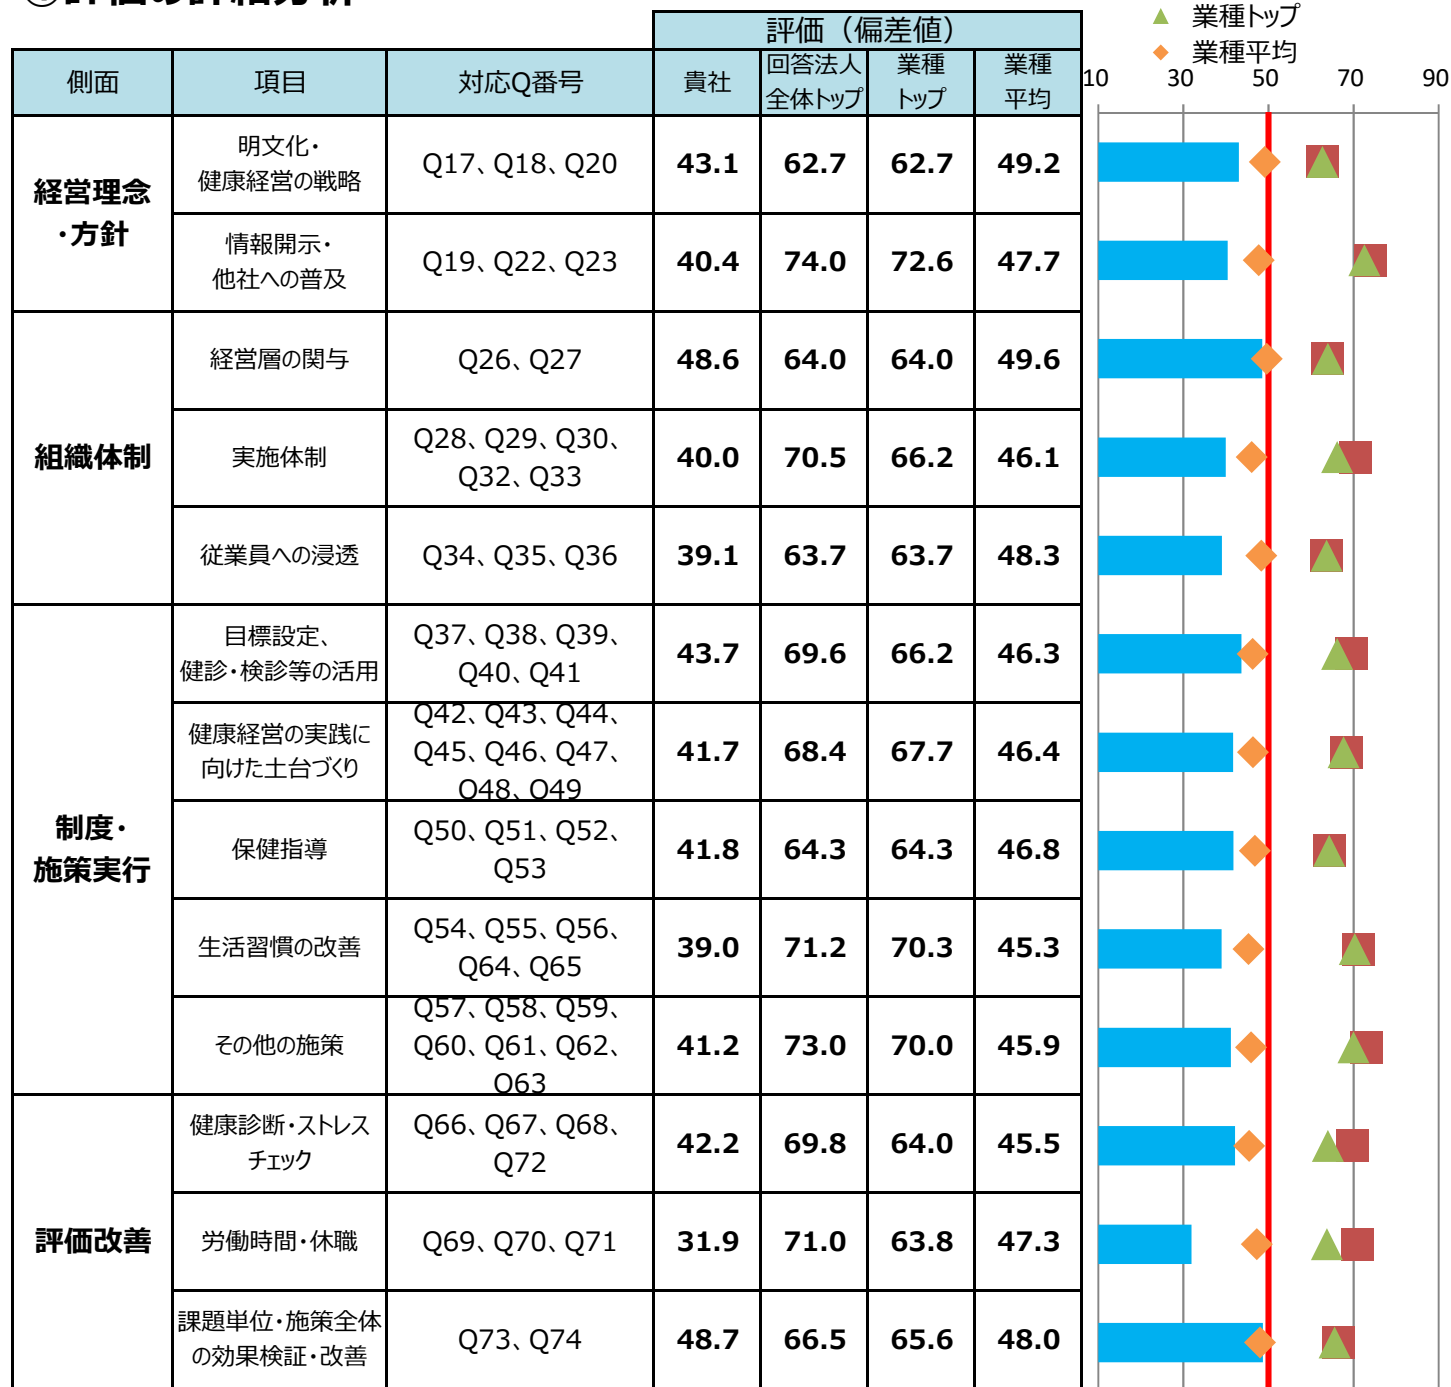 ①評価の詳細分析
▲ 業種トップ
◆ 業種平均
評価（偏差値）
側面 項目 対応Q番号 貴社 回答法人 業種 業種
全体トップ トップ 平均
10 30 50 70 90
経営理念
・方針
明文化・
健康経営の戦略
Q17、Q18、Q20 43.1 62.7 62.7 49.2
情報開示・
他社への普及
Q19、Q22、Q23 40.4 74.0 72.6 47.7
組織体制
経営層の関与 Q26、Q27 48.6 64.0 64.0 49.6
実施体制
Q28、Q29、Q30、
Q32、Q33
40.0 70.5 66.2 46.1
従業員への浸透 Q34、Q35、Q36 39.1 63.7 63.7 48.3
制度・
施策実行
目標設定、
健診・検診等の活用
Q37、Q38、Q39、
Q40、Q41
43.7 69.6 66.2 46.3
健康経営の実践に
向けた土台づくり
Q42、Q43、Q44、
Q45、Q46、Q47、
Q48、Q49
41.7 68.4 67.7 46.4
保健指導
Q50、Q51、Q52、
Q53
41.8 64.3 64.3 46.8
生活習慣の改善
Q54、Q55、Q56、
Q64、Q65
39.0 71.2 70.3 45.3
その他の施策
Q57、Q58、Q59、
Q60、Q61、Q62、
Q63
41.2 73.0 70.0 45.9
評価改善
健康診断・ストレス
チェック
Q66、Q67、Q68、
Q72
42.2 69.8 64.0 45.5
労働時間・休職 Q69、Q70、Q71 31.9 71.0 63.8 47.3
課題単位・施策全体
の効果検証・改善
Q73、Q74 48.7 66.5 65.6 48.0